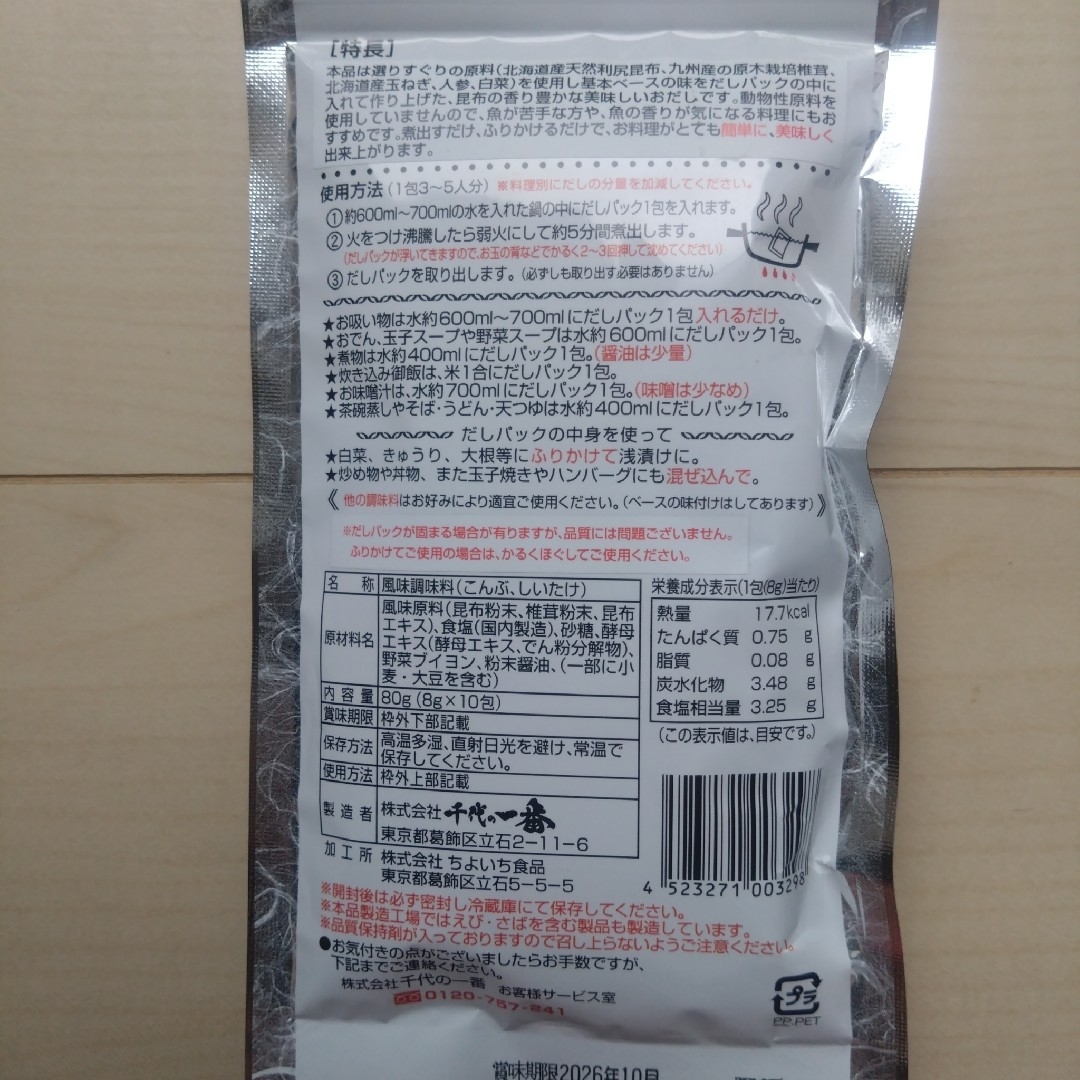 [特長]
本品は選りすぐりの原料(北海道産天然利尻昆布、九州産の原木栽培椎茸、
北海道産玉ねぎ、人参、白菜)を使用し基本ベースの味をだしパックの中に
入れて作り上げた、昆布の香り豊かな美味しいおだしです。動物性原料を
使用していませんので、魚が苦手な方や、魚の香りが気になる料理にもお
すすめです。煮出すだけ、ふりかけるだけで、お料理がとても簡単に、美味しく
出来上がります。
使用方法(1包3〜5人分)※料理別にだしの分量を加減してください。
①約600ml〜700mlの水を入れた鍋の中にだしパック1包を入れます。
②火をつけ沸騰したら弱火にして約5分間煮出します。
(だしパックが浮いてきますので、お玉の背などでかるく2〜3回押して沈めてください)
③だしパックを取り出します。(必ずしも取り出す必要はありません)
★お吸い物は水約600ml〜700mlにだしパック1包入れるだけ。
★おでん、玉子スープや野菜スープは水約600mlにだしパック1包。
★煮物は水約400mlにだしパック1包。(醤油は少量)
★炊き込み御飯は、米1合にだしパック1包。
★お味噌汁は、水約700mlにだしパック1包。(味噌は少なめ)
★茶碗蒸しやそば・うどん・天つゆは水約400mlにだしパック1包。
だしパックの中身を使って
★白菜、きゅうり、大根等にふりかけて浅漬けに。
★炒め物や丼物、また玉子焼きやハンバーグにも混ぜ込んで。
《他の調味料はお好みにより適宜ご使用ください。(ベースの味付けはしてあります)》
※だしパックが固まる場合が有りますが、品質には問題ございません。
ふりかけてご使用の場合は、かるくほぐしてご使用ください。
名 称 風味調味料(こんぶ、しいたけ)
原材料名 風味原料(昆布粉末、椎茸粉末、昆布
エキス)、食塩(国内製造)、砂糖、酵母
エキス(酵母エキス、でん粉分解物)、
野菜ブイヨン、粉末醤油、(一部に小
麦・大豆を含む)
内容量 80g(8g×10包)
賞味期限 枠外下部記載
保存方法 高温多湿、直射日光を避け、常温で
保存してください。
使用方法 枠外上部記載
製造者 株式会社 千代の一番
東京都葛飾区立石2-11-6
加工所 株式会社 ちよいち食品
東京都葛飾区立石5-5-5
栄養成分表示(1包(8g)当たり)
熱量 17.7kcal
たんぱく質 0.75 g
脂質 0.08 g
炭水化物 3.48 g
食塩相当量 3.25 g
(この表示値は、目安です。)
4 523271 003298
※開封後は必ず密封し冷蔵庫にて保存してください。
※本品製造工場ではえび・さばを含む製品も製造しています。
※品質保持剤が入っておりますので召し上らないようご注意ください。
●お気付きの点がございましたらお手数ですが、
下記までご連絡ください。
株式会社千代の一番 お客様サービス室
0120-757-241
プラ
PP,PET
賞味期限2026年10月